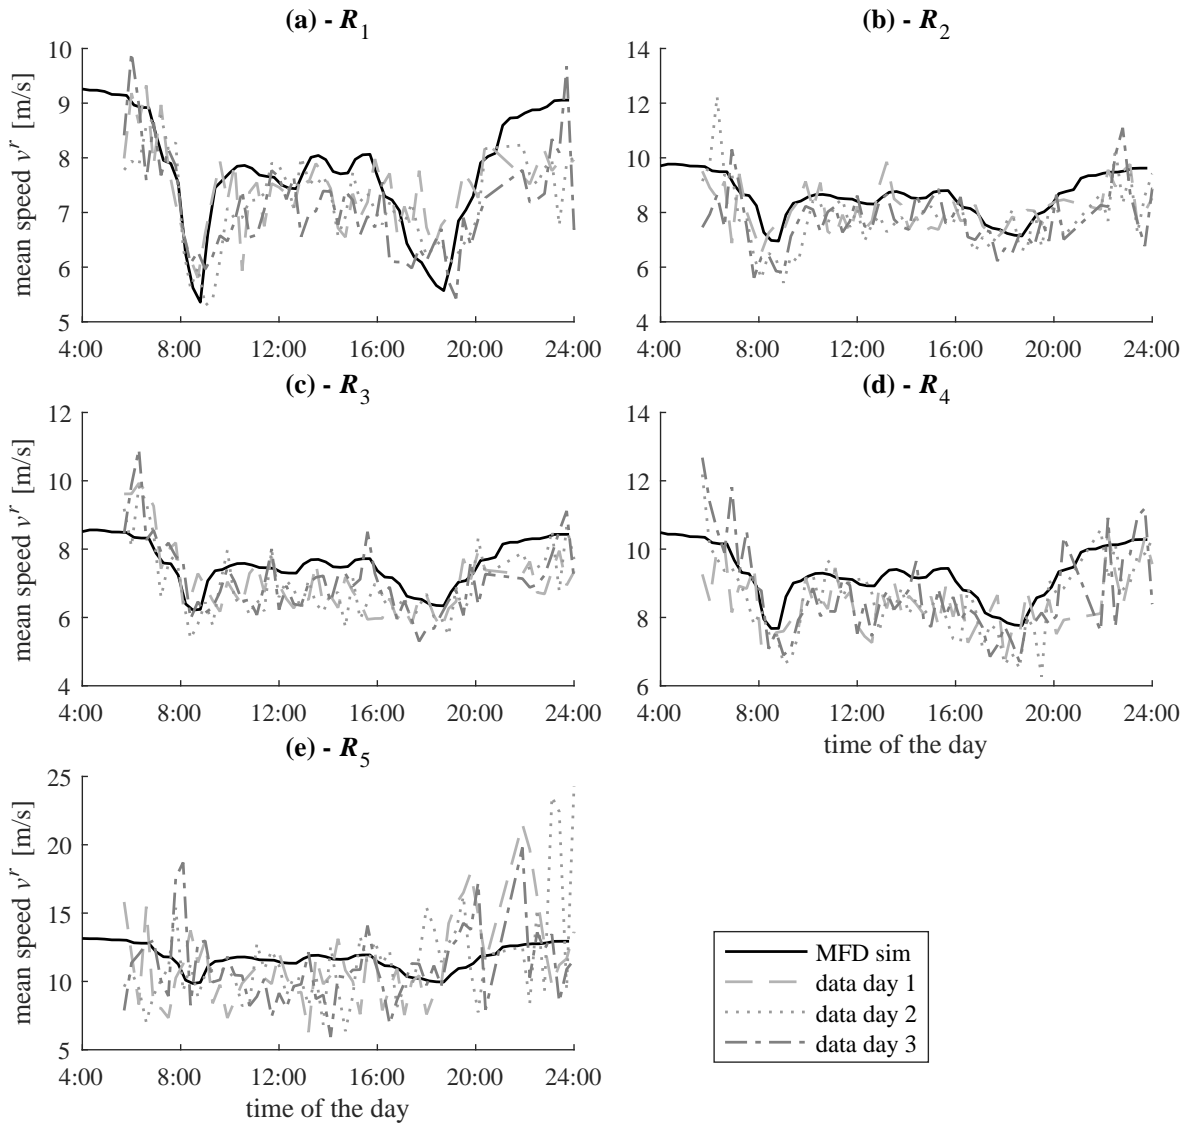 (a) - R1
mean speed v^r [m/s]
10
9
8
7
6
5
4:00 8:00 12:00 16:00 20:00 24:00
(b) - R2
14
12
10
8
6
4
4:00 8:00 12:00 16:00 20:00 24:00
(c) - R3
mean speed v^r [m/s]
12
10
8
6
4
4:00 8:00 12:00 16:00 20:00 24:00
(d) - R4
14
12
10
8
6
4:00 8:00 12:00 16:00 20:00 24:00
time of the day
(e) - R5
mean speed v^r [m/s]
25
20
15
10
5
4:00 8:00 12:00 16:00 20:00 24:00
time of the day
MFD sim
data day 1
data day 2
data day 3